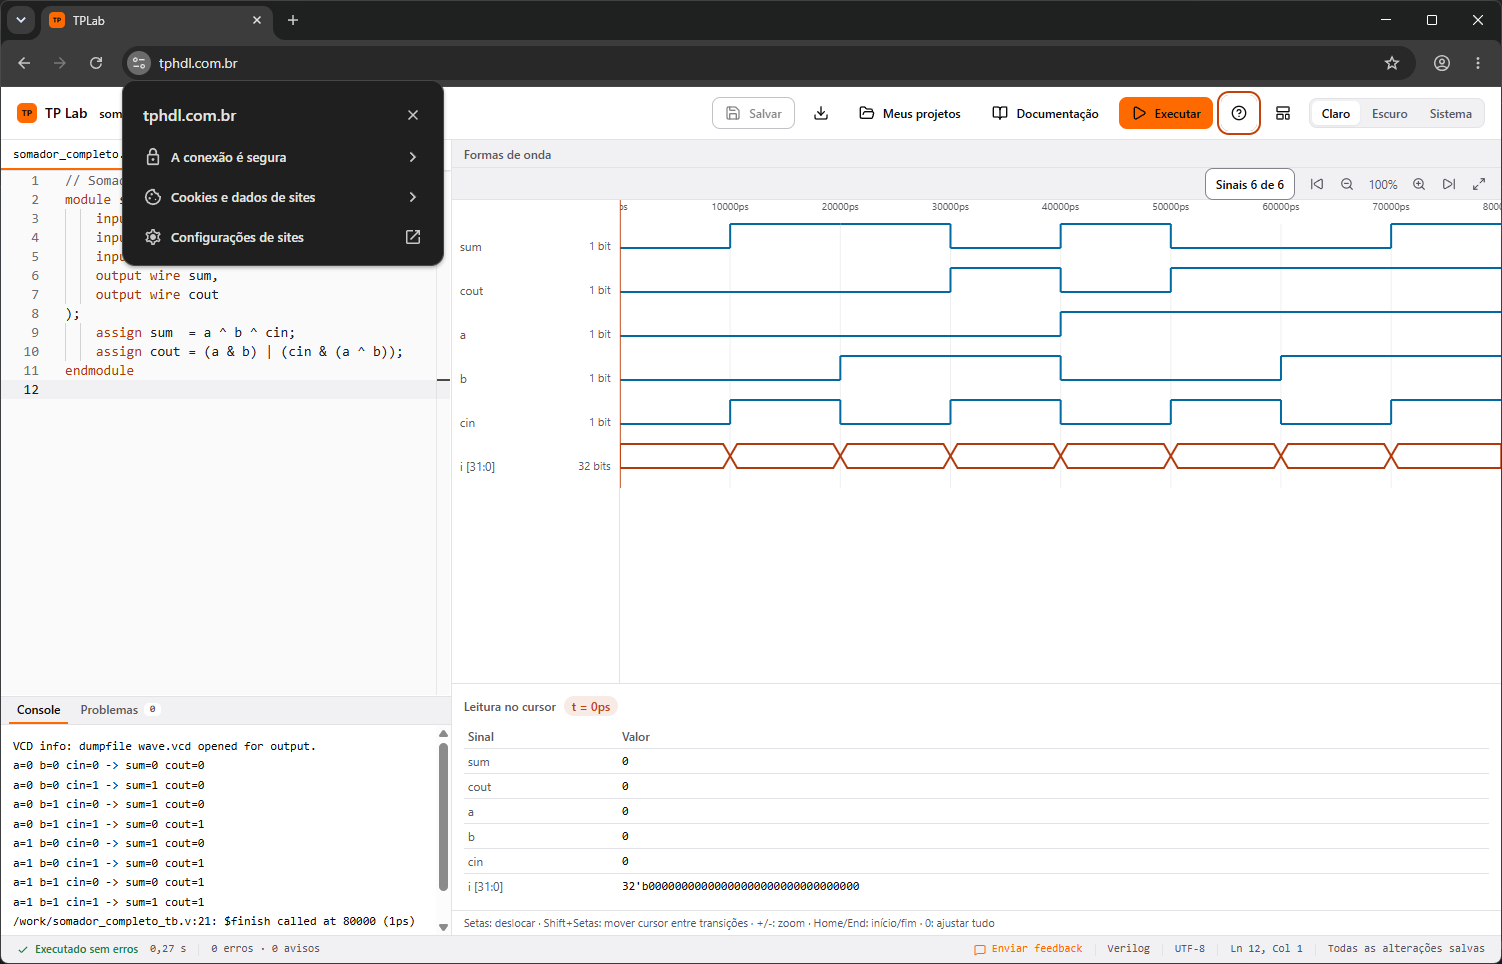 TP TPLab
tphdl.com.br
TP TP Lab som
Salvar
Meus projetos
Documentação
Executar
Claro Escuro Sistema
tphdl.com.br
A conexão é segura
Cookies e dados de sites
Configurações de sites
somador_completo.
1 // Somad
2 module s
3 inpu
4 inpu
5 inpu
6 output wire sum,
7 output wire cout
8 );
9 assign sum  = a ^ b ^ cin;
10 assign cout = (a & b) | (cin & (a ^ b));
11 endmodule
12
Formas de onda
Sinais 6 de 6
100%
10000ps 20000ps 30000ps 40000ps 50000ps 60000ps 70000ps 8000
sum 1 bit
cout 1 bit
a 1 bit
b 1 bit
cin 1 bit
i [31:0] 32 bits
Console Problemas 0
VCD info: dumpfile wave.vcd opened for output.
a=0 b=0 cin=0 -> sum=0 cout=0
a=0 b=0 cin=1 -> sum=1 cout=0
a=0 b=1 cin=0 -> sum=1 cout=0
a=0 b=1 cin=1 -> sum=0 cout=1
a=1 b=0 cin=0 -> sum=1 cout=0
a=1 b=0 cin=1 -> sum=0 cout=1
a=1 b=1 cin=0 -> sum=0 cout=1
a=1 b=1 cin=1 -> sum=1 cout=1
/work/somador_completo_tb.v:21: $finish called at 80000 (1ps)
Leitura no cursor t = 0ps
Sinal Valor
sum 0
cout 0
a 0
b 0
cin 0
i [31:0] 32'b00000000000000000000000000000000
Setas: deslocar · Shift+Setas: mover cursor entre transições · +/-: zoom · Home/End: início/fim · 0: ajustar tudo
Executado sem erros 0,27 s 0 erros · 0 avisos
Enviar feedback Verilog UTF-8 Ln 12, Col 1 Todas as alterações salvas